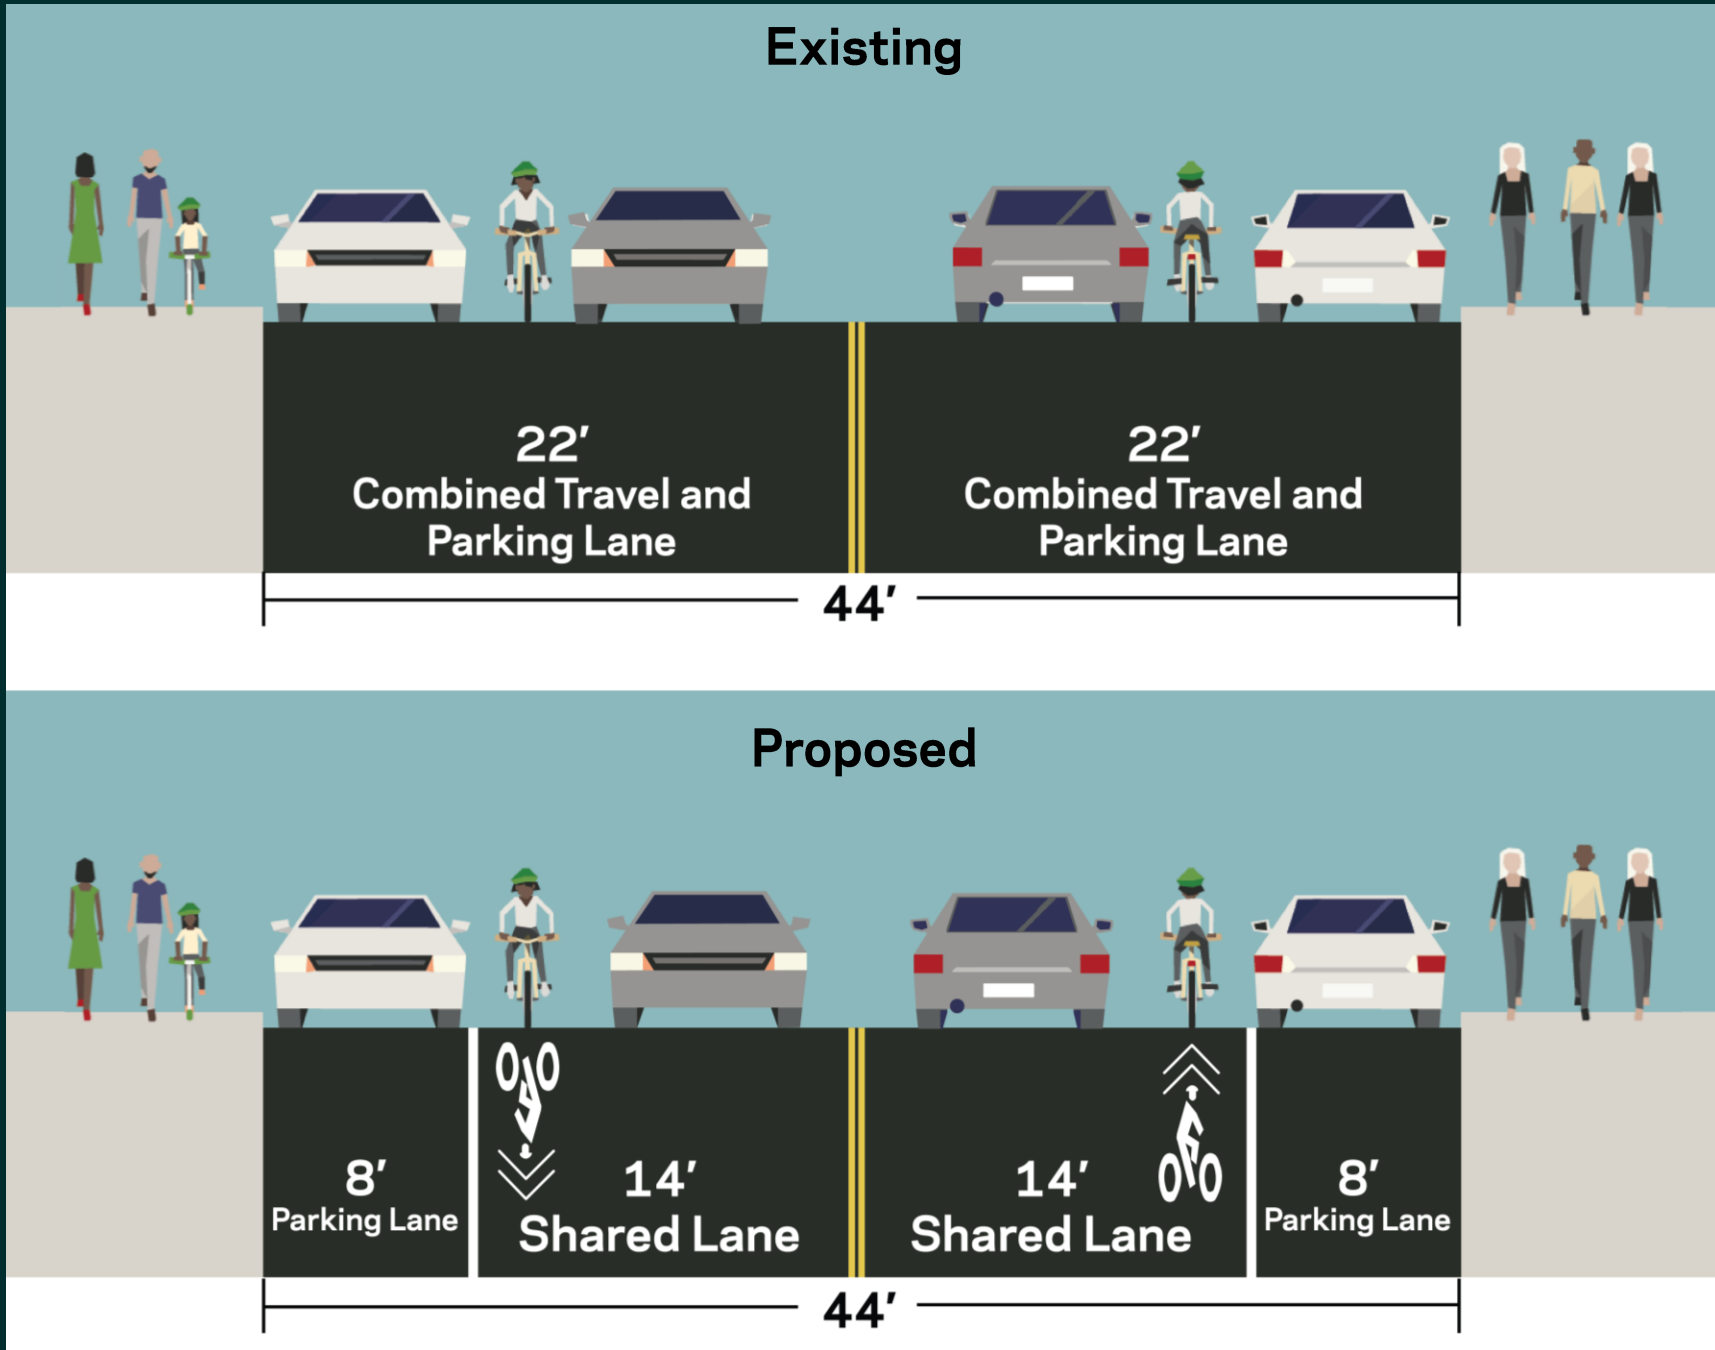 Existing
22′
Combined Travel and
Parking Lane
22′
Combined Travel and
Parking Lane
44′
Proposed
8′
Parking Lane
14′
Shared Lane
14′
Shared Lane
8′
Parking Lane
44′